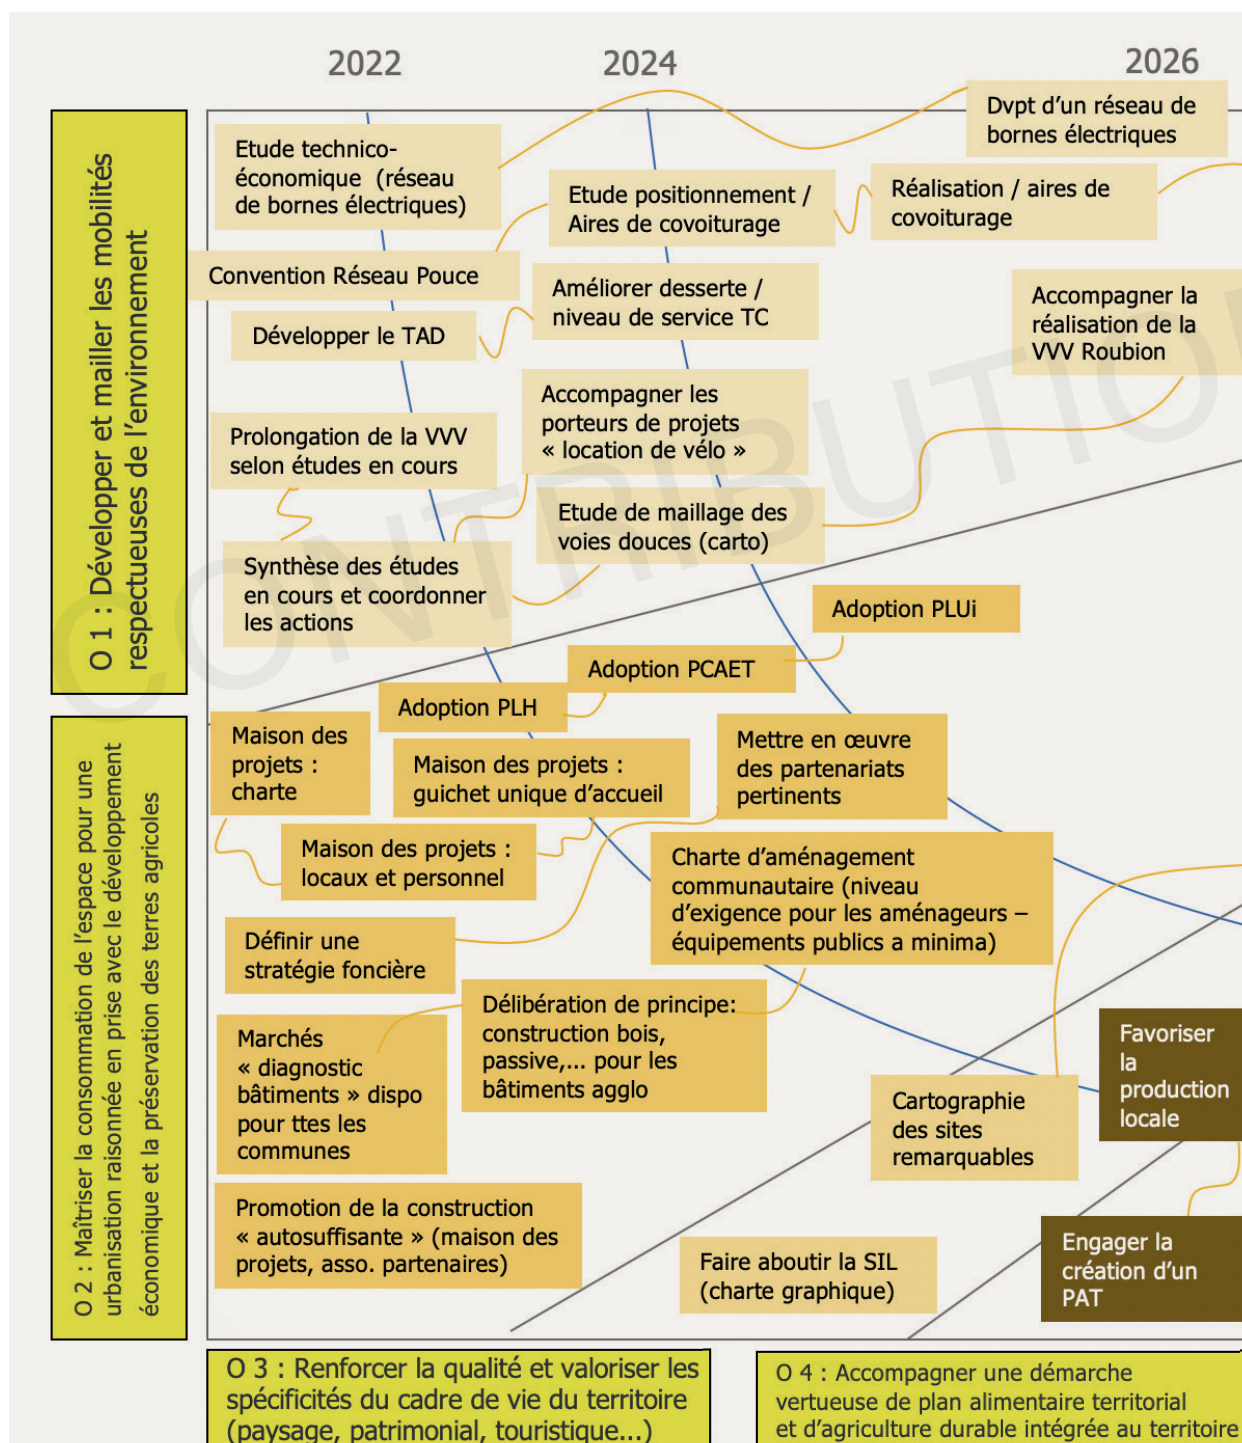 2022
2024
2026
O 1 : Développer et mailler les mobilités
respectueuses de l'environnement
Etude technico-
économique  (réseau
de bornes électriques)
Dvpt d'un réseau de
bornes électriques
Etude positionnement /
Aires de covoiturage
Réalisation / aires de
covoiturage
Convention Réseau Pouce
Développer le TAD
Améliorer desserte /
niveau de service TC
Accompagner la
réalisation de la
VVV Roubion
Prolongation de la VVV
selon études en cours
Accompagner les
porteurs de projets
« location de vélo »
Etude de maillage des
voies douces (carto)
Synthèse des études
en cours et coordonner
les actions
CONTRIBUTIO
O 2 : Maîtriser la consommation de l'espace pour une
urbanisation raisonnée en prise avec le développement
économique et la préservation des terres agricoles
Adoption PLUi
Adoption PCAET
Adoption PLH
Maison des
projets :
charte
Maison des projets :
guichet unique d'accueil
Mettre en œuvre
des partenariats
pertinents
Maison des projets :
locaux et personnel
Charte d'aménagement
communautaire (niveau
d'exigence pour les aménageurs –
équipements publics a minima)
Définir une
stratégie foncière
Délibération de principe:
construction bois,
passive,... pour les
bâtiments agglo
Marchés
« diagnostic
bâtiments » dispo
pour ttes les
communes
Promotion de la construction
« autosuffisante » (maison des
projets, asso. partenaires)
Cartographie
des sites
remarquables
Favoriser
la
production
locale
Faire aboutir la SIL
(charte graphique)
Engager la
création d'un
PAT
O 3 : Renforcer la qualité et valoriser les
spécificités du cadre de vie du territoire
(paysage, patrimonial, touristique...)
O 4 : Accompagner une démarche
vertueuse de plan alimentaire territorial
et d'agriculture durable intégrée au territoire